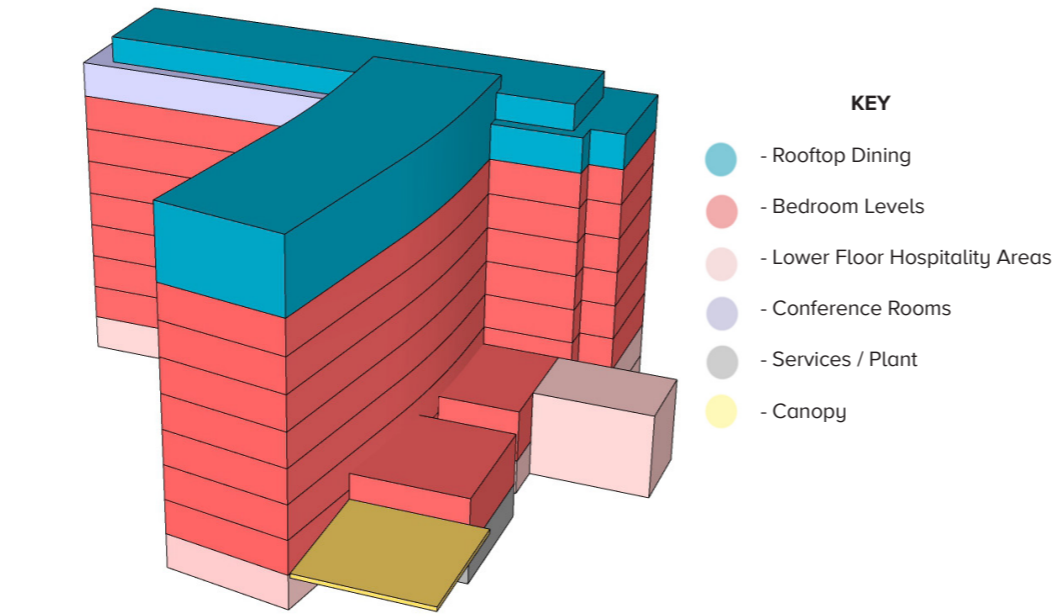 KEY
- Rooftop Dining
- Bedroom Levels
- Lower Floor Hospitality Areas
- Conference Rooms
- Services / Plant
- Canopy